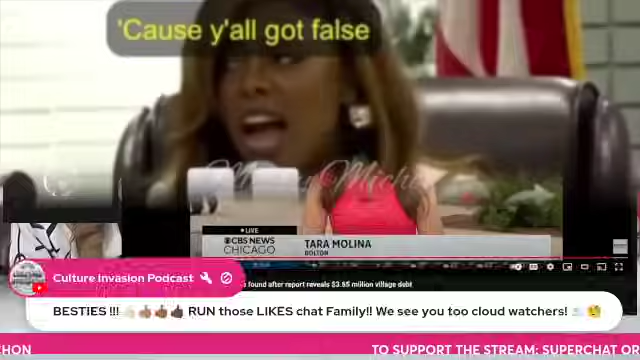 'Cause y'all got false
● LIVE
CBS NEWS
CHICAGO
TARA MOLINA
DOLTON
found after report reveals $3.65 million village debt
Culture Invasion Podcast
BESTIES !!! RUN those LIKES chat Family!! We see you too cloud watchers!
HON
TO SUPPORT THE STREAM: SUPERCHAT OR